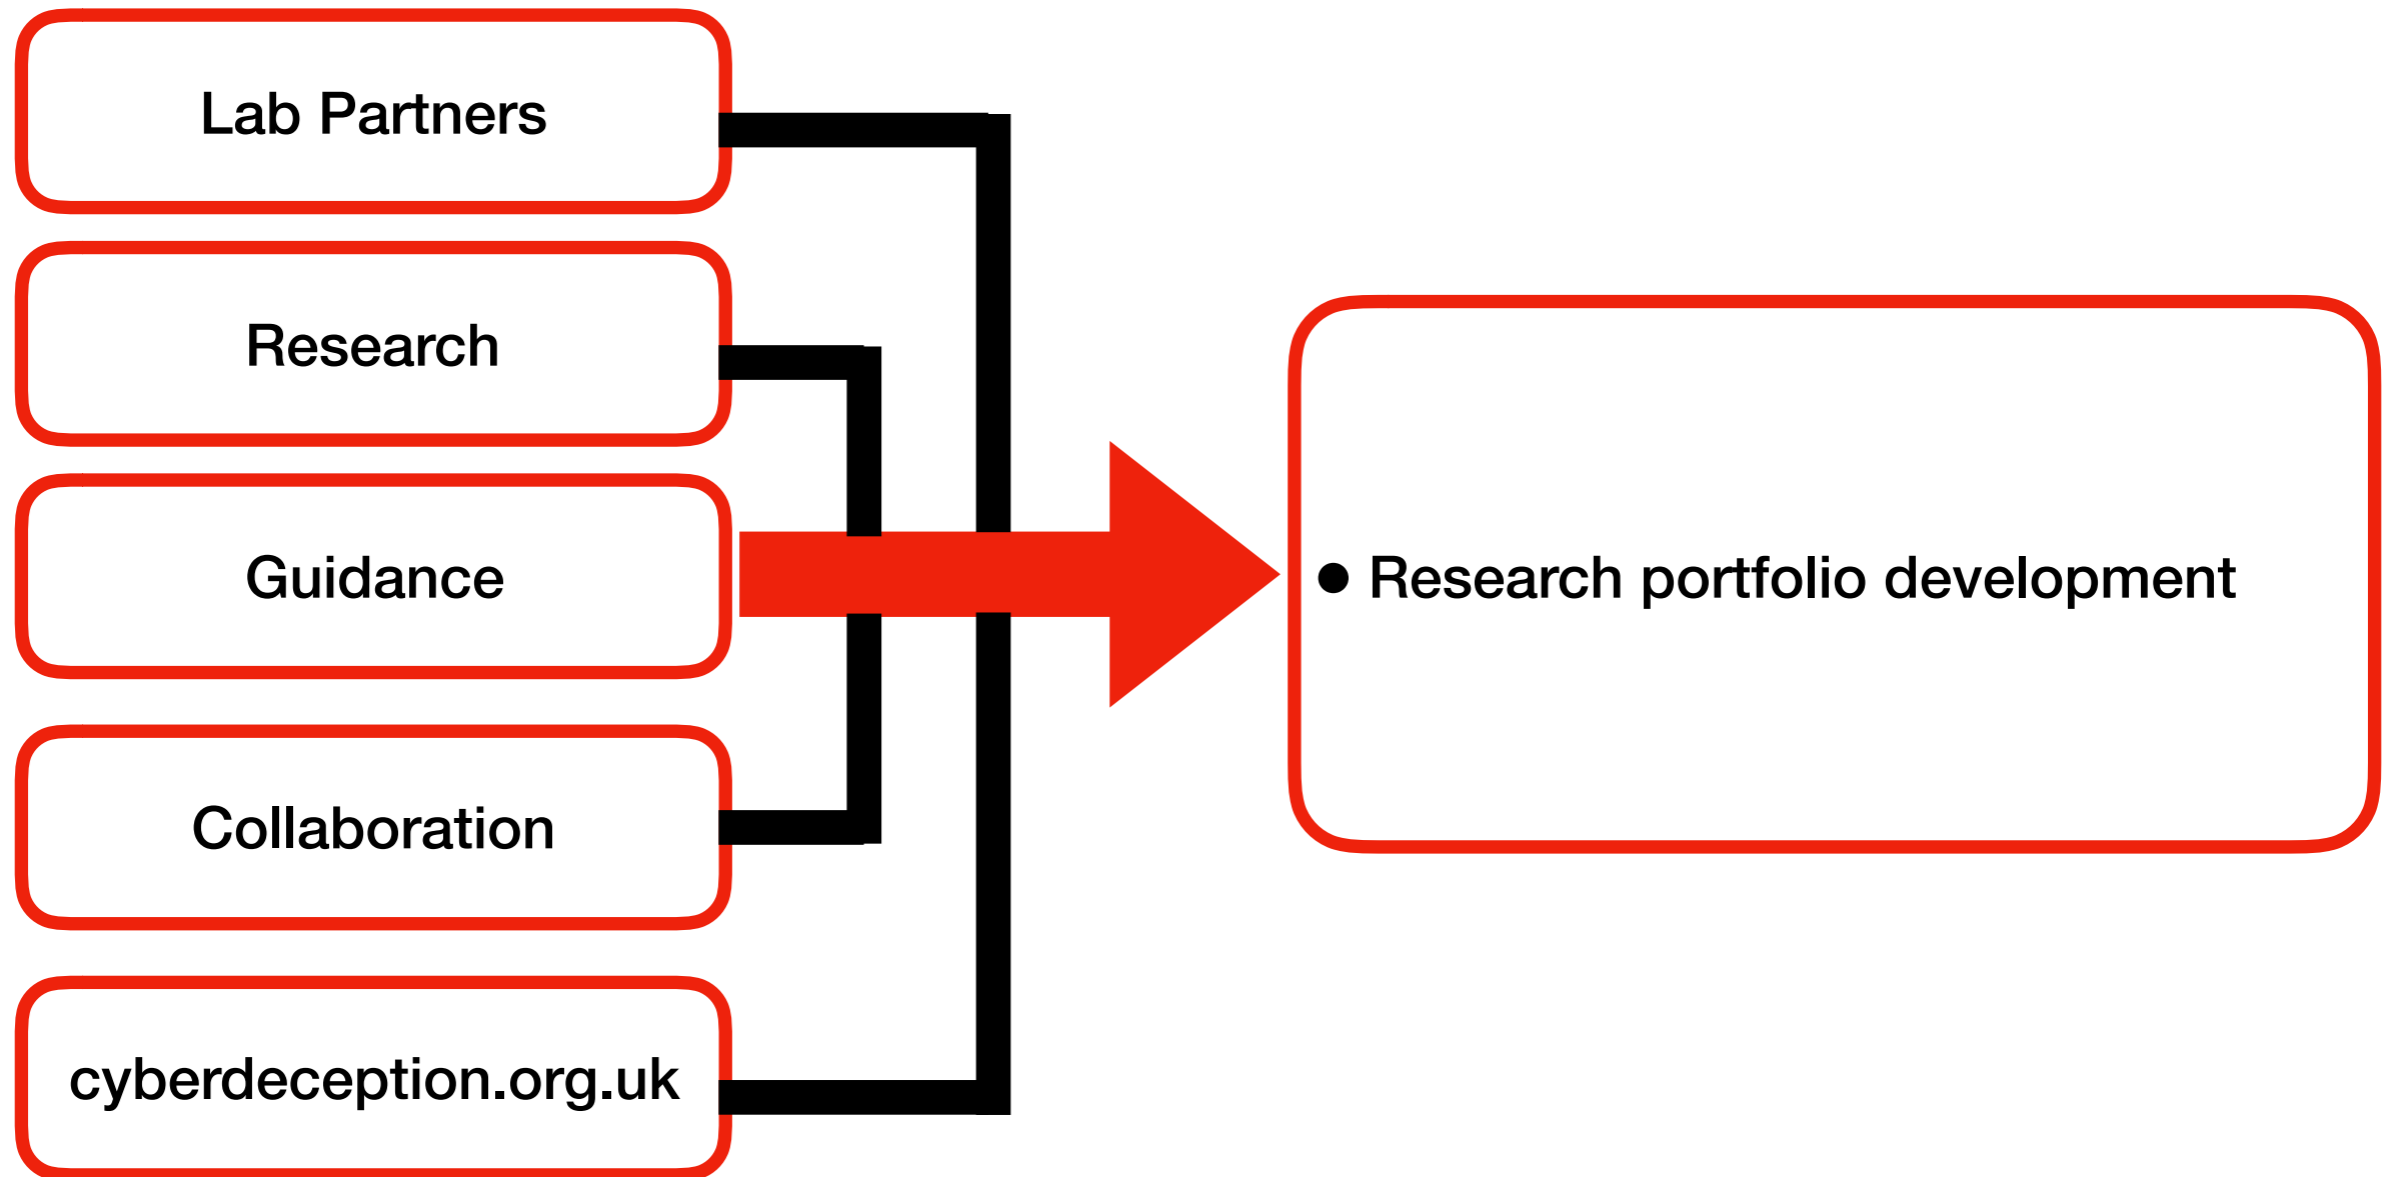 Lab Partners
Research
Guidance
Collaboration
cyberdeception.org.uk
● Research portfolio development